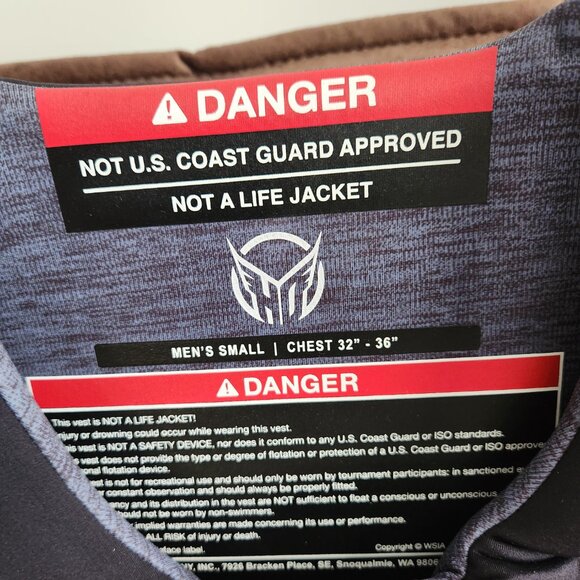 DANGER
NOT U.S. COAST GUARD APPROVED
NOT A LIFE JACKET
MEN'S SMALL | CHEST 32" - 36"
DANGER
This vest is NOT A LIFE JACKET!
Injury or drowning could occur while wearing this vest.
vest is NOT A SAFETY DEVICE, nor does it conform to any U.S. Coast Guard or ISO standards.
vest does not provide the type or degree of flotation or protection of a U.S. Coast Guard or ISO approved
flotation device.
vest is not for recreational use and should only be worn by tournament participants: in sanctioned
constant observation and should always be properly fitted.
and its distribution in the vest are NOT sufficient to float a conscious or unconscious
should not be worn by non-swimmers.
implied warranties are made concerning its use or performance.
ALL RISK of injury or death.
place label.
Copyright © WSIA
INC., 7926 Bracken Place, SE, Snoqualmie, WA